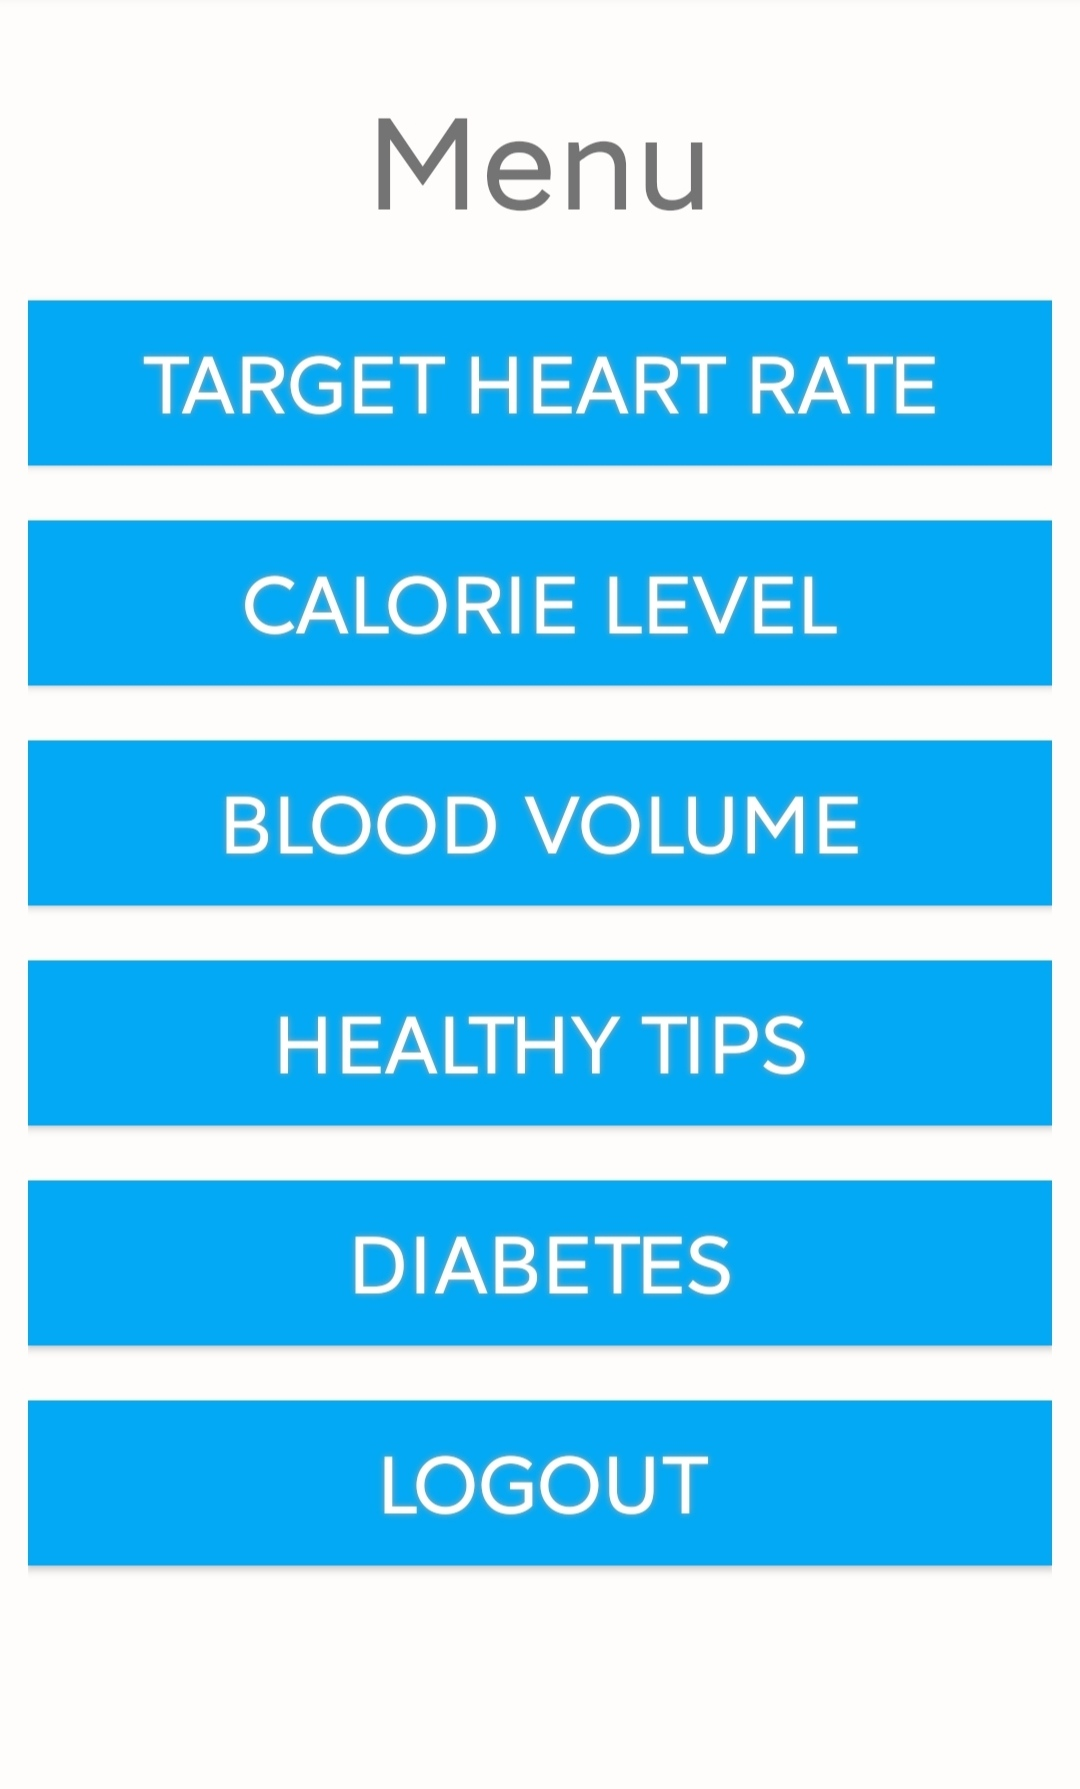 Menu
TARGET HEART RATE
CALORIE LEVEL
BLOOD VOLUME
HEALTHY TIPS
DIABETES
LOGOUT